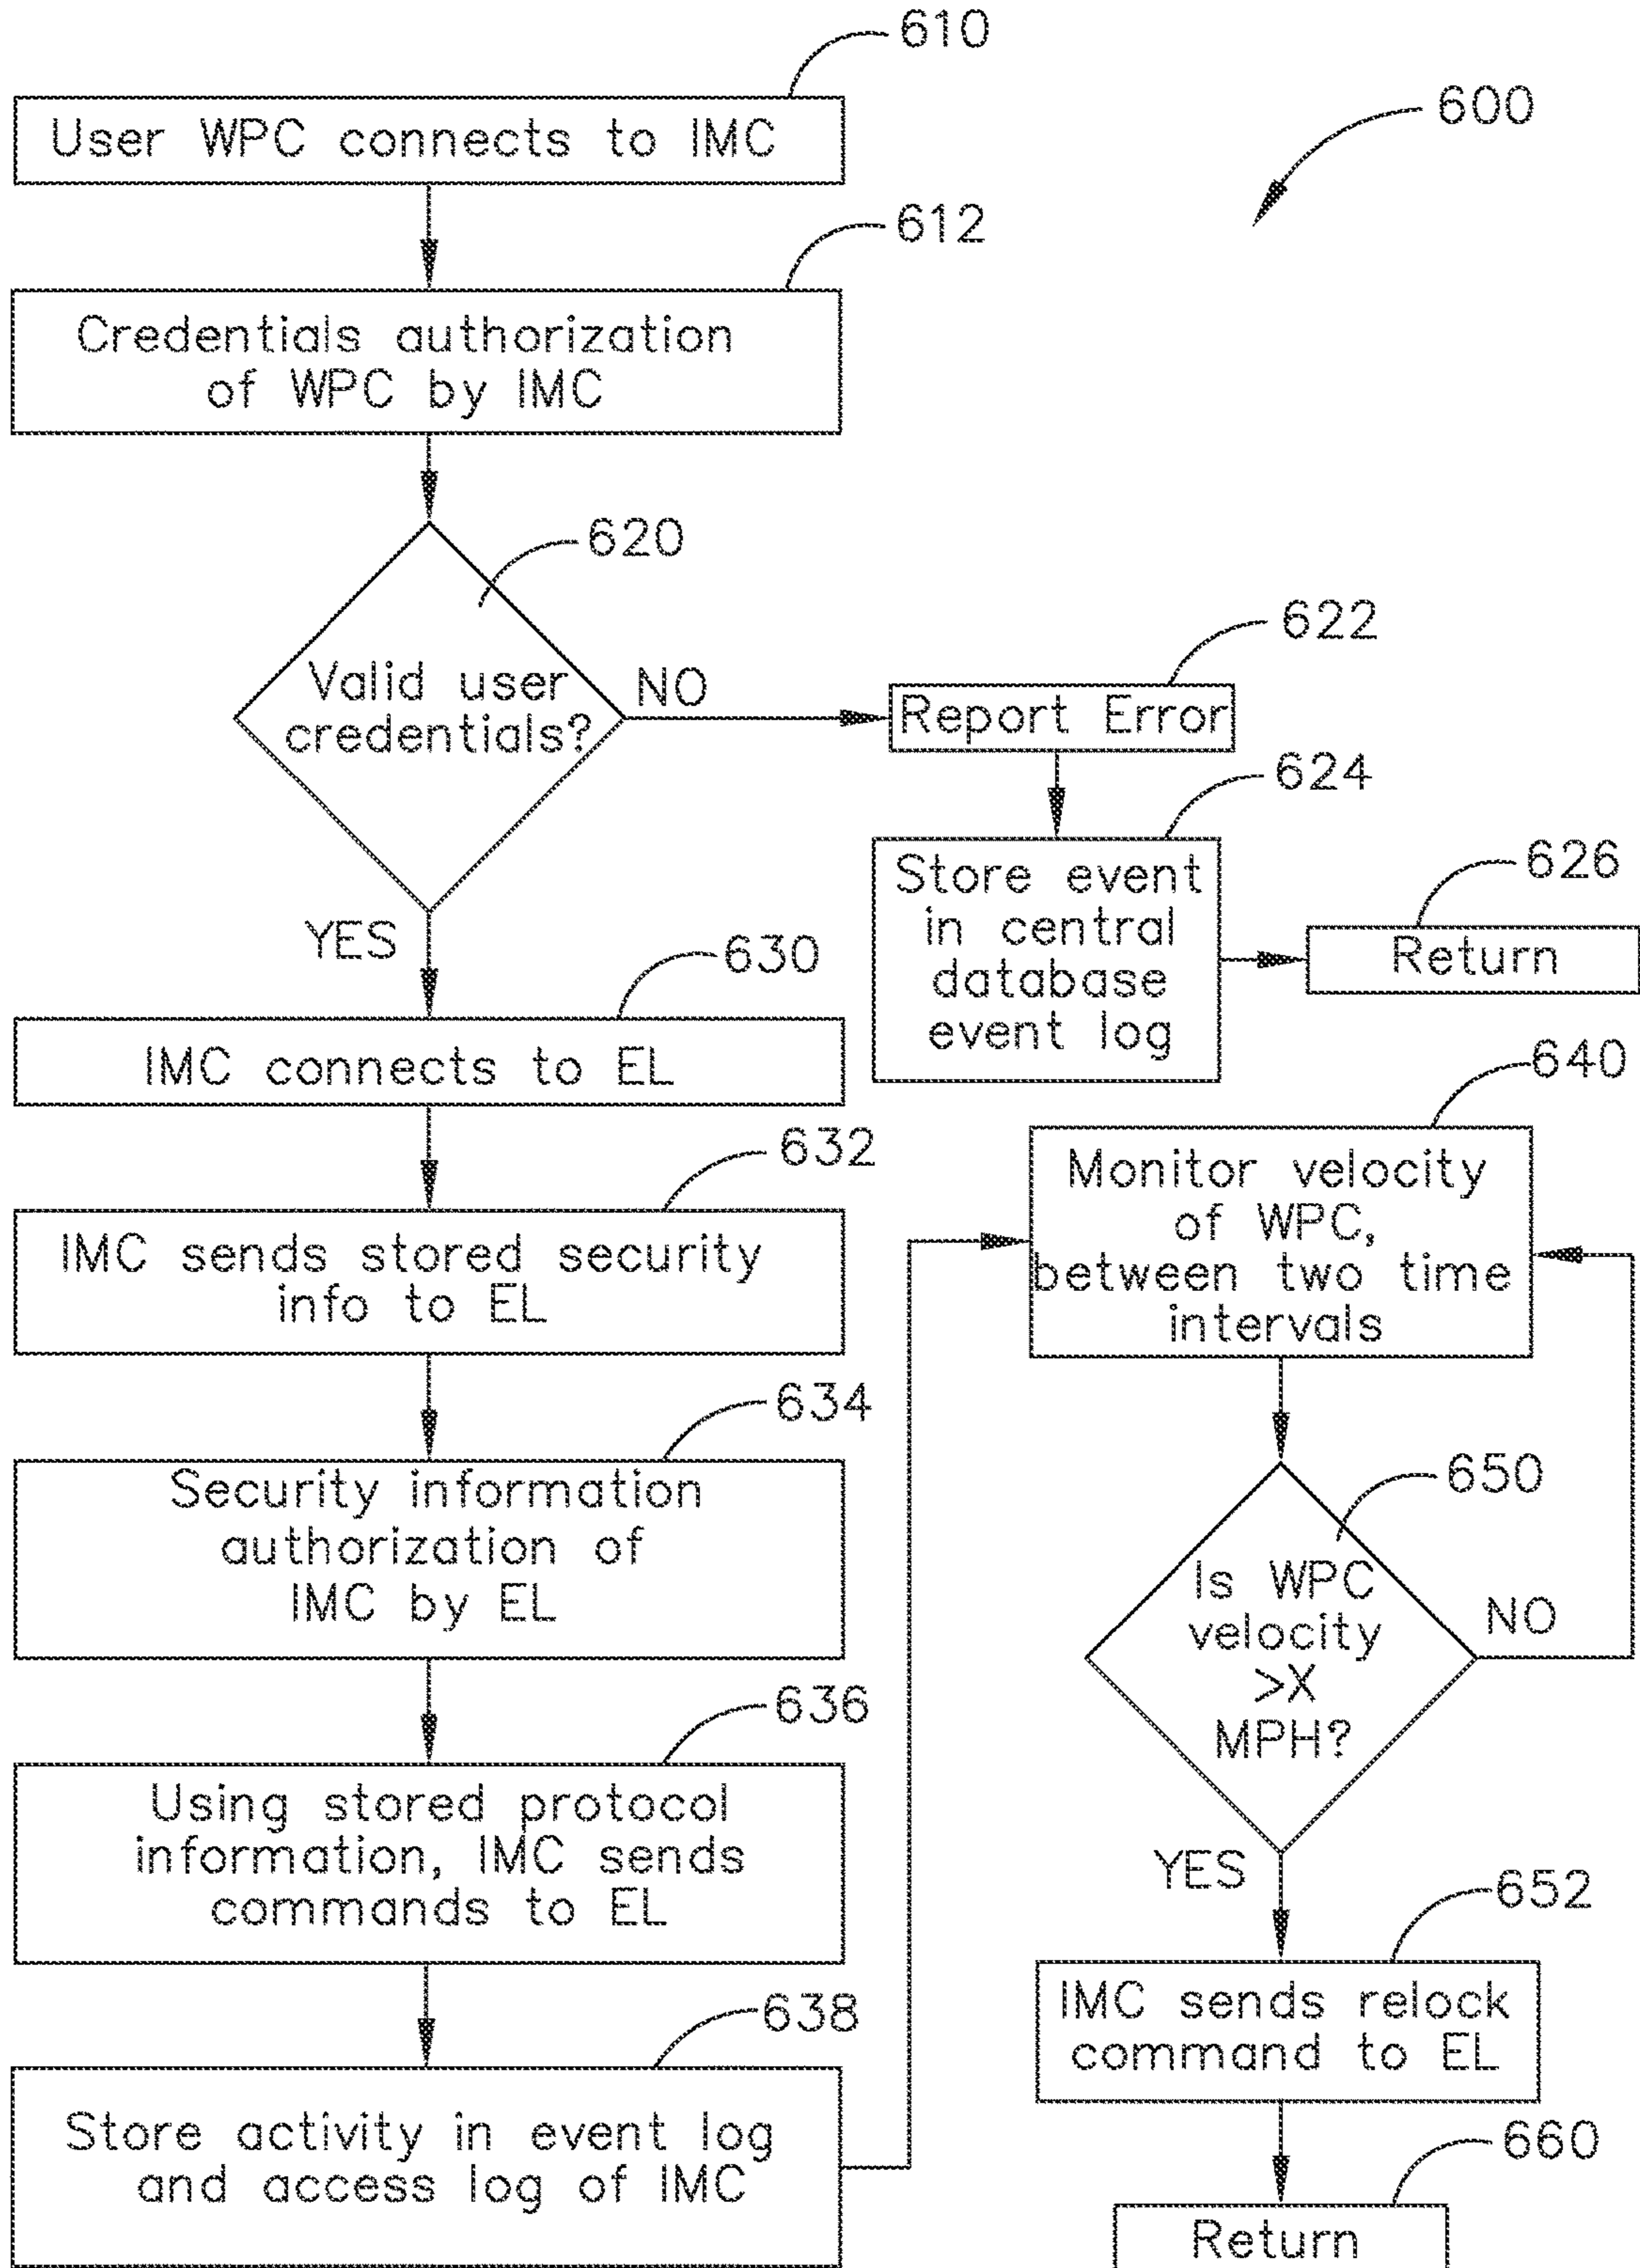 610
User WPC connects to IMC
600
612
Credentials authorization
of WPC by IMC
620
Valid user
credentials?
NO
622
Report Error
624
Store event
in central
database
event log
626
Return
YES
630
IMC connects to EL
632
IMC sends stored security
info to EL
634
Security information
authorization of
IMC by EL
636
Using stored protocol
information, IMC sends
commands to EL
638
Store activity in event log
and access log of IMC
640
Monitor velocity
of WPC,
between two time
intervals
650
Is WPC
velocity
>X
MPH?
NO
YES
652
IMC sends relock
command to EL
660
Return